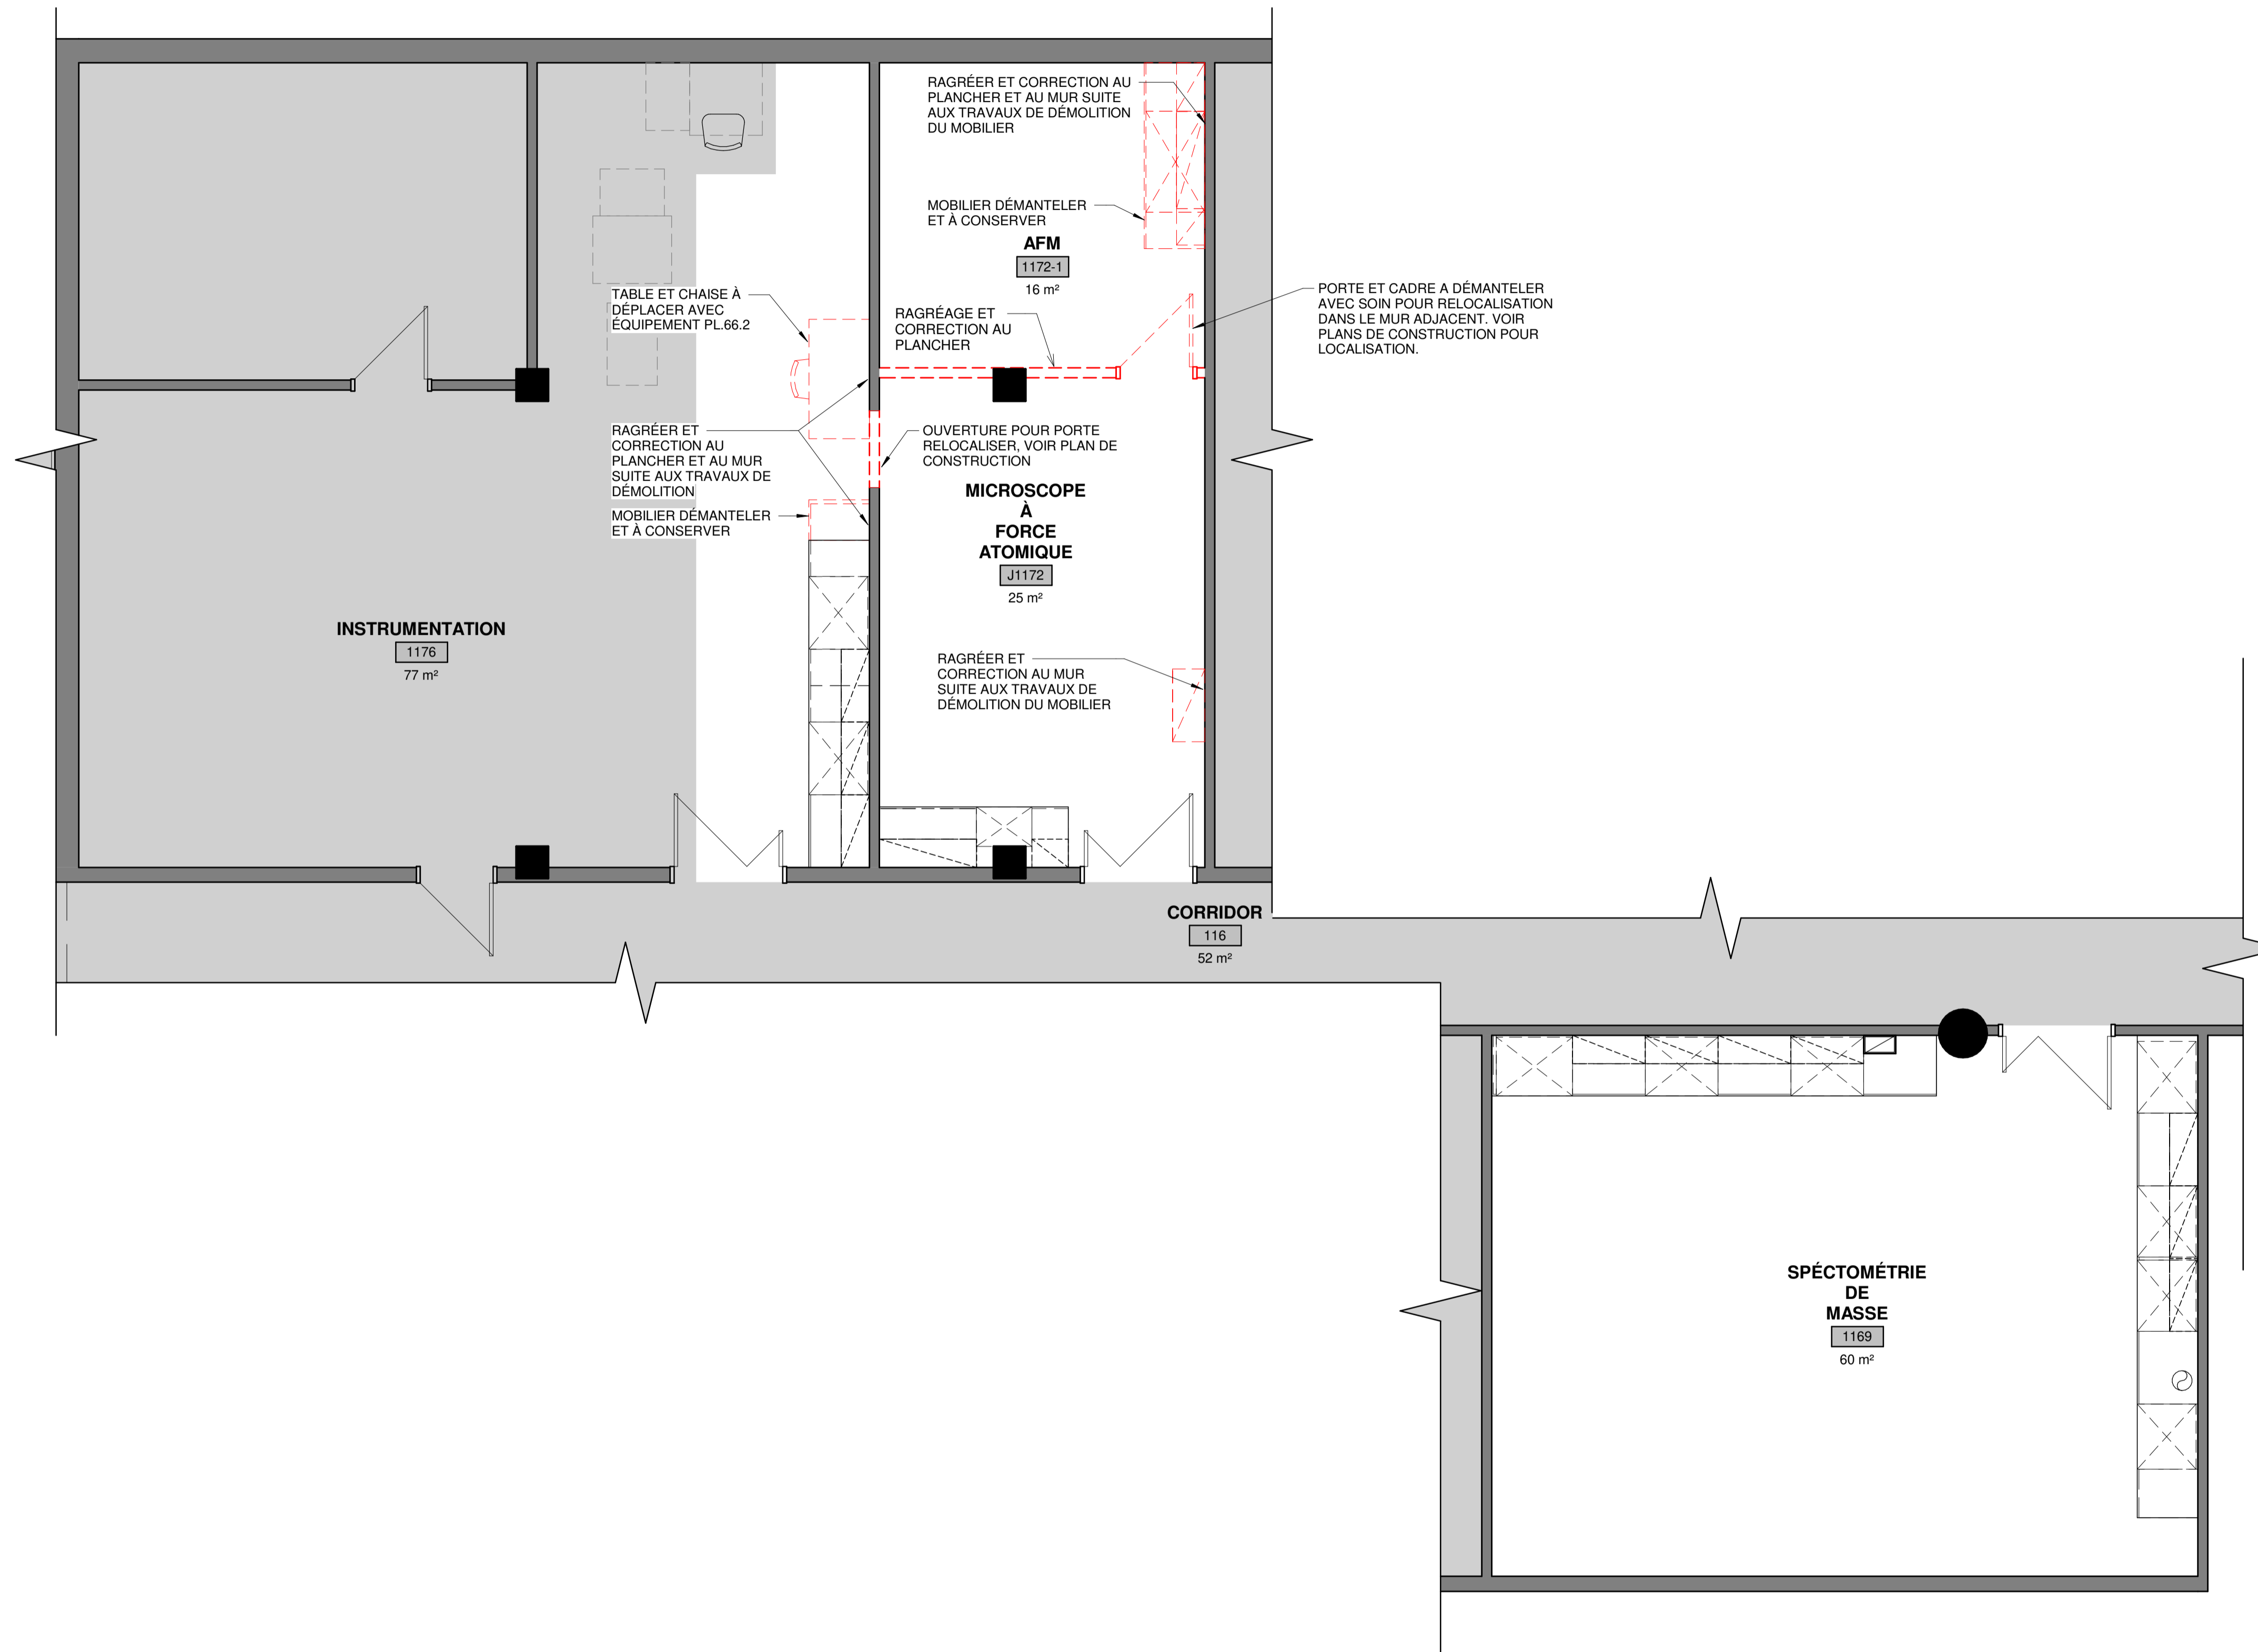 RAGRÉER ET CORRECTION AU
PLANCHER ET AU MUR SUITE
AUX TRAVAUX DE DÉMOLITION
DU MOBILIER
MOBILIER DÉMANTELER
ET À CONSERVER
AFM
1172-1
16 m²
TABLE ET CHAISE À
DÉPLACER AVEC
ÉQUIPEMENT PL.66.2
RAGRÉAGE ET
CORRECTION AU
PLANCHER
PORTE ET CADRE A DÉMANTELER
AVEC SOIN POUR RELOCALISATION
DANS LE MUR ADJACENT. VOIR
PLANS DE CONSTRUCTION POUR
LOCALISATION.
RAGRÉER ET
CORRECTION AU
PLANCHER ET AU MUR
SUITE AUX TRAVAUX DE
DÉMOLITION
OUVERTURE POUR PORTE
RELOCALISER, VOIR PLAN DE
CONSTRUCTION
MOBILIER DÉMANTELER
ET À CONSERVER
MICROSCOPE
À
FORCE
ATOMIQUE
J1172
25 m²
INSTRUMENTATION
1176
77 m²
RAGRÉER ET
CORRECTION AU MUR
SUITE AUX TRAVAUX DE
DÉMOLITION DU MOBILIER
CORRIDOR
116
52 m²
SPÉCTOMÉTRIE
DE
MASSE
1169
60 m²